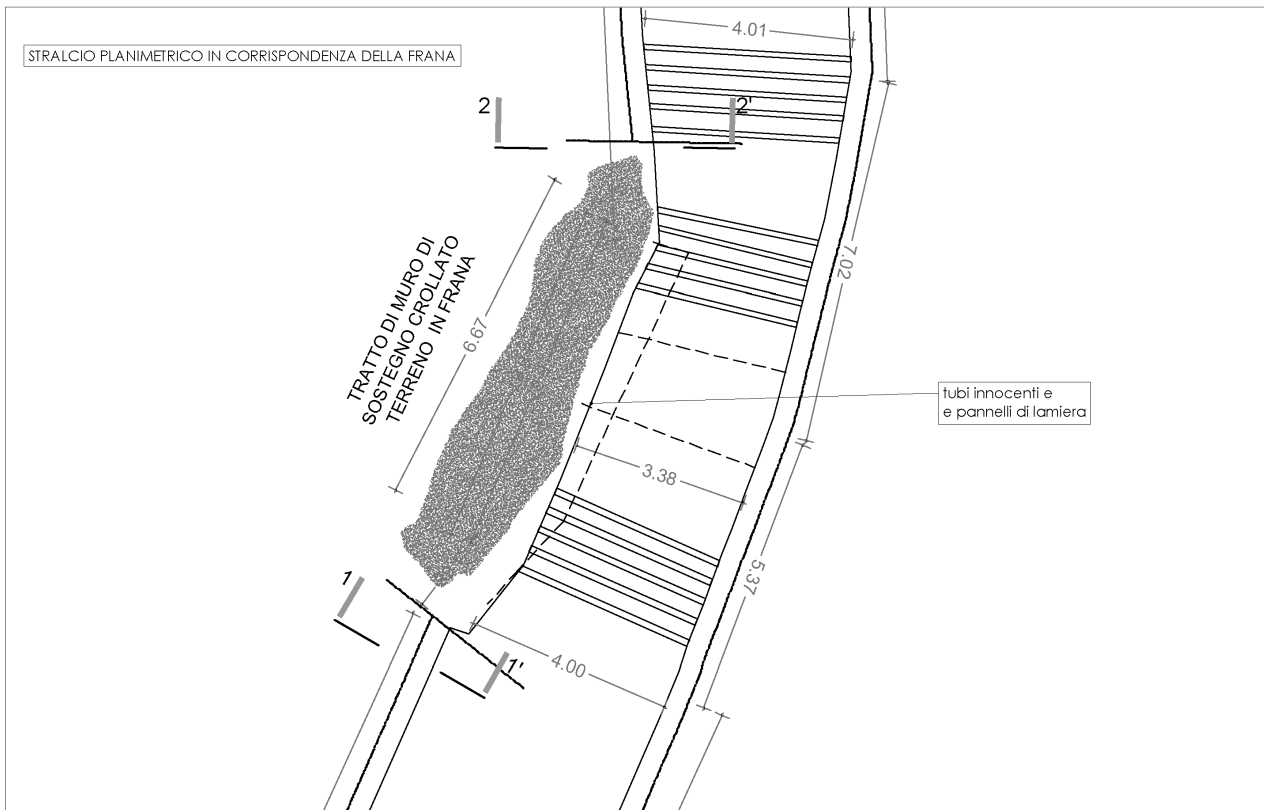 STRALCIO PLANIMETRICO IN CORRISPONDENZA DELLA FRANA
4.01
2
2'
7.02
TRATTO DI MURO DI
SOSTEGNO CROLLATO
TERRENO IN FRANA
6.67
tubi innocenti e
e pannelli di lamiera
3.38
5.37
1
1'
4.00